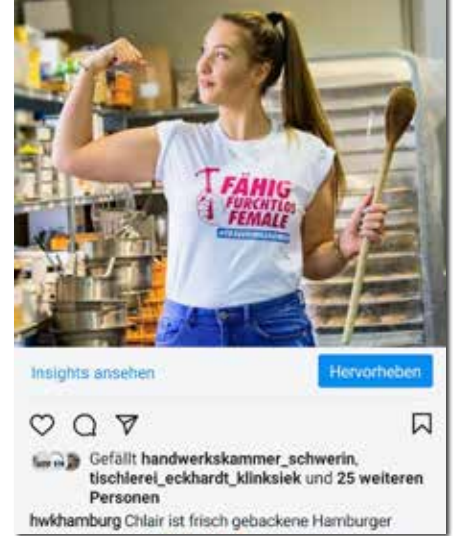 FÄHIG
FURCHTLOS
FEMALE
Insights ansehen
Hervorheben
Gefällt handwerkskammer_schwerin,
tischlerei_eckhardt_klinksiek und 25 weiteren
Personen
hwkhamburg Chlair ist frisch gebackene Hamburger